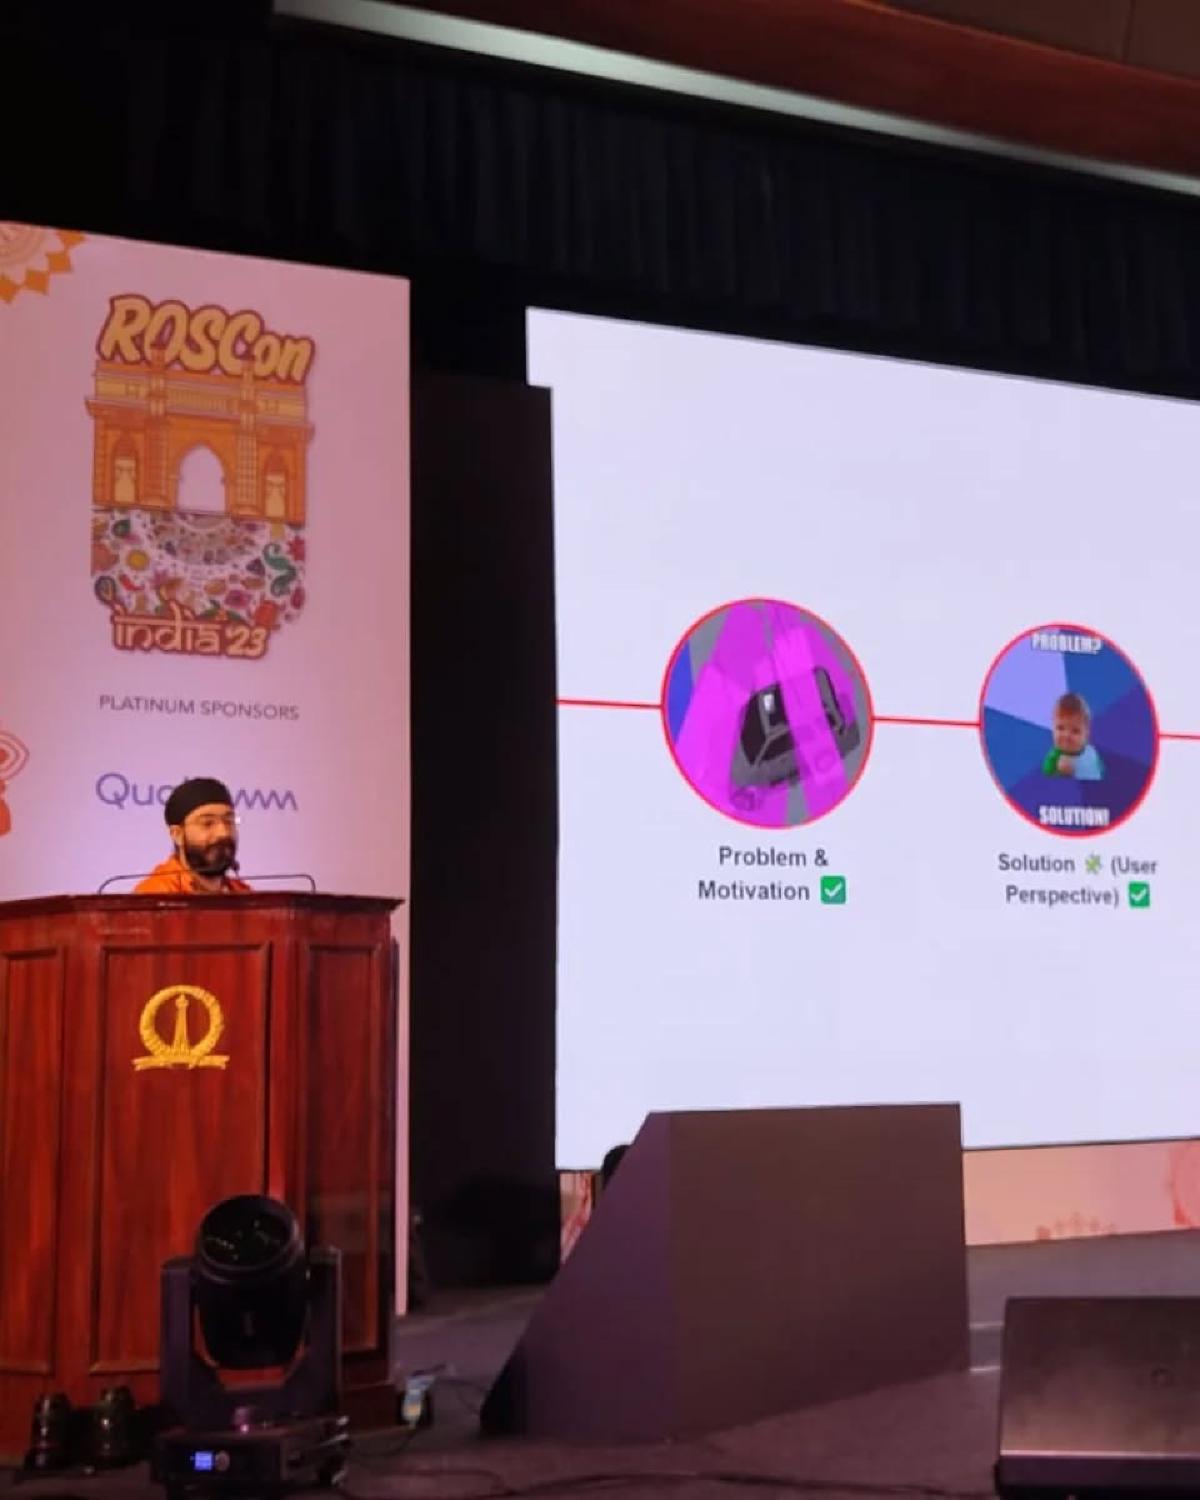 ROSCon
india'23
PLATINUM SPONSORS
PROBLEM?
SOLUTION!
Problem &
Motivation ✅
Solution (User
Perspective) ✅